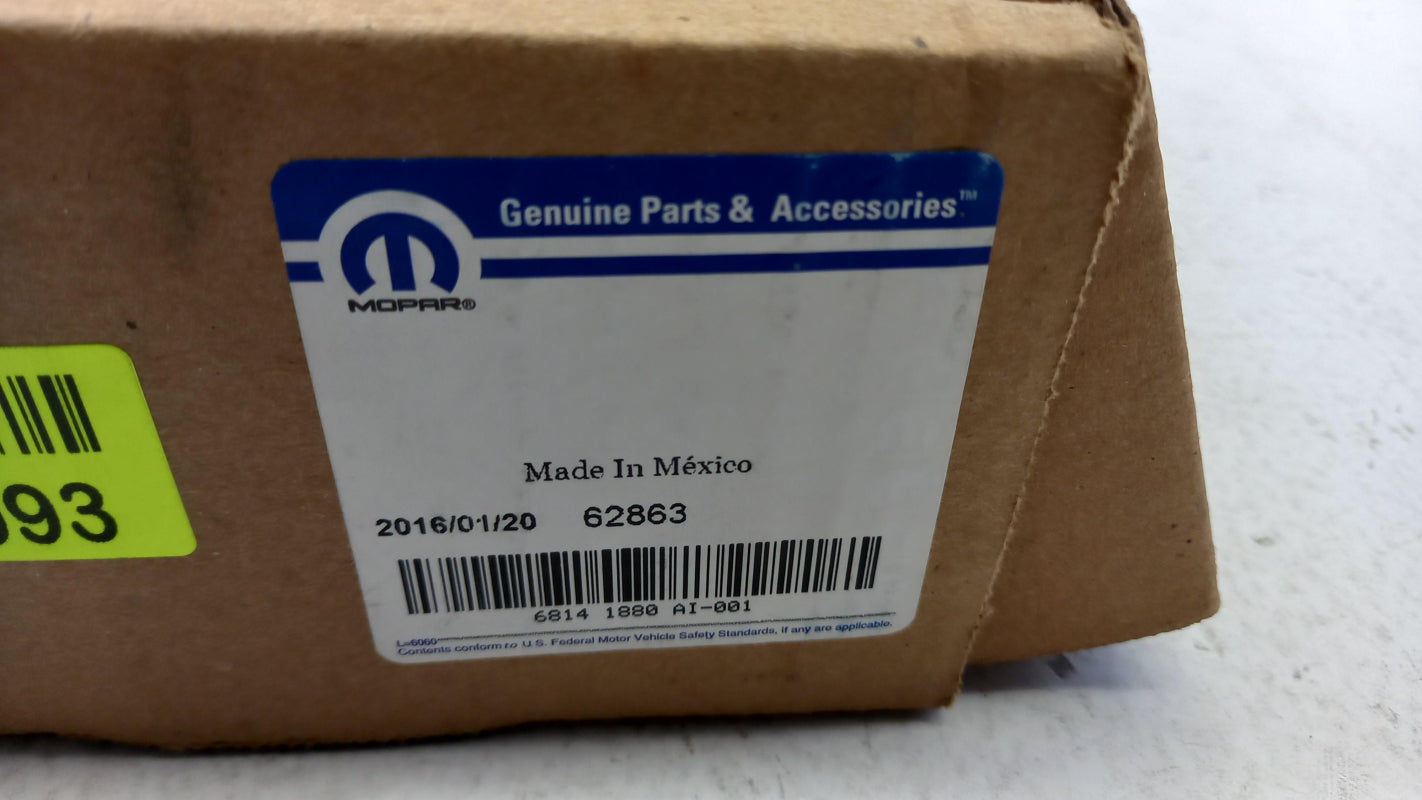 Genuine Parts & Accessories™
MOPAR®
Made In México
2016/01/20 62863
6814 1880 AI-001
L-6060
Contents conform to U.S. Federal Motor Vehicle Safety Standards, if any are applicable.
93